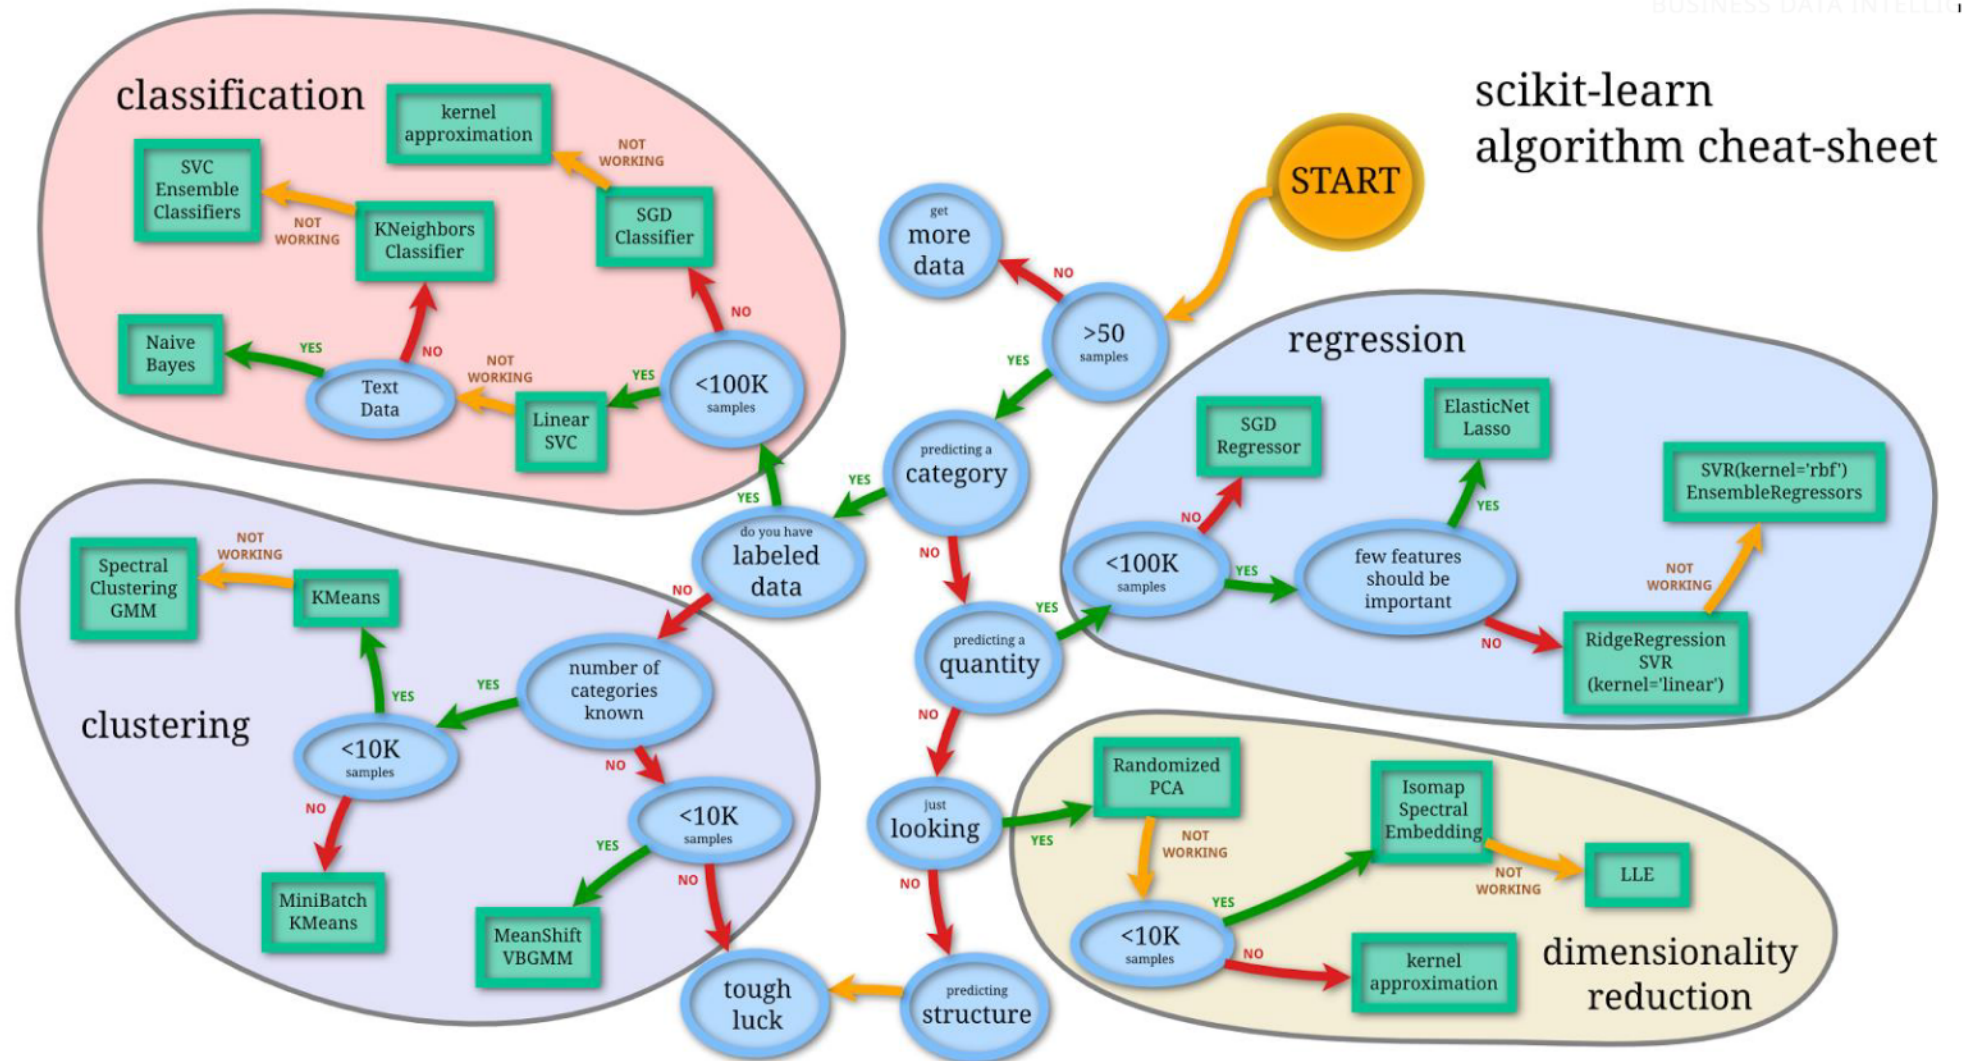 BUSINESS DATA INTELLIG
scikit-learn
algorithm cheat-sheet
START
get
more
data
NO
>50
samples
YES
predicting a
category
YES
NO
do you have
labeled
data
YES
NO
predicting a
quantity
YES
NO
just
looking
YES
NO
predicting
structure
tough
luck
classification
kernel
approximation
NOT
WORKING
SVC
Ensemble
Classifiers
NOT
WORKING
KNeighbors
Classifier
SGD
Classifier
NO
Naive
Bayes
YES
Text
Data
NO
NOT
WORKING
Linear
SVC
YES
<100K
samples
regression
SGD
Regressor
NO
ElasticNet
Lasso
YES
SVR(kernel='rbf')
EnsembleRegressors
<100K
samples
YES
few features
should be
important
NOT
WORKING
NO
RidgeRegression
SVR
(kernel='linear')
clustering
Spectral
Clustering
GMM
NOT
WORKING
KMeans
YES
number of
categories
known
YES
NO
<10K
samples
NO
MiniBatch
KMeans
<10K
samples
YES
NO
MeanShift
VBGMM
dimensionality
reduction
Randomized
PCA
NOT
WORKING
Isomap
Spectral
Embedding
NOT
WORKING
LLE
<10K
samples
YES
NO
kernel
approximation